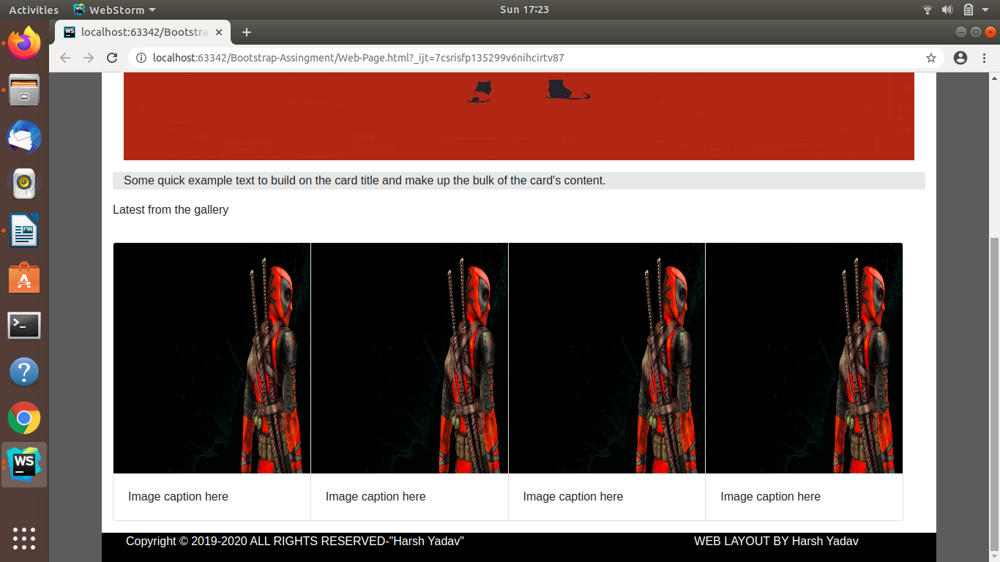 Activities WebStorm Sun 17:23
WS localhost:63342/Bootstra
localhost:63342/Bootstrap-Assingment/Web-Page.html?_ijt=7csrisfp135299v6nihcirtv87
Some quick example text to build on the card title and make up the bulk of the card's content.
Latest from the gallery
WS
Image caption here Image caption here Image caption here Image caption here
Copyright © 2019-2020 ALL RIGHTS RESERVED-"Harsh Yadav" WEB LAYOUT BY Harsh Yadav